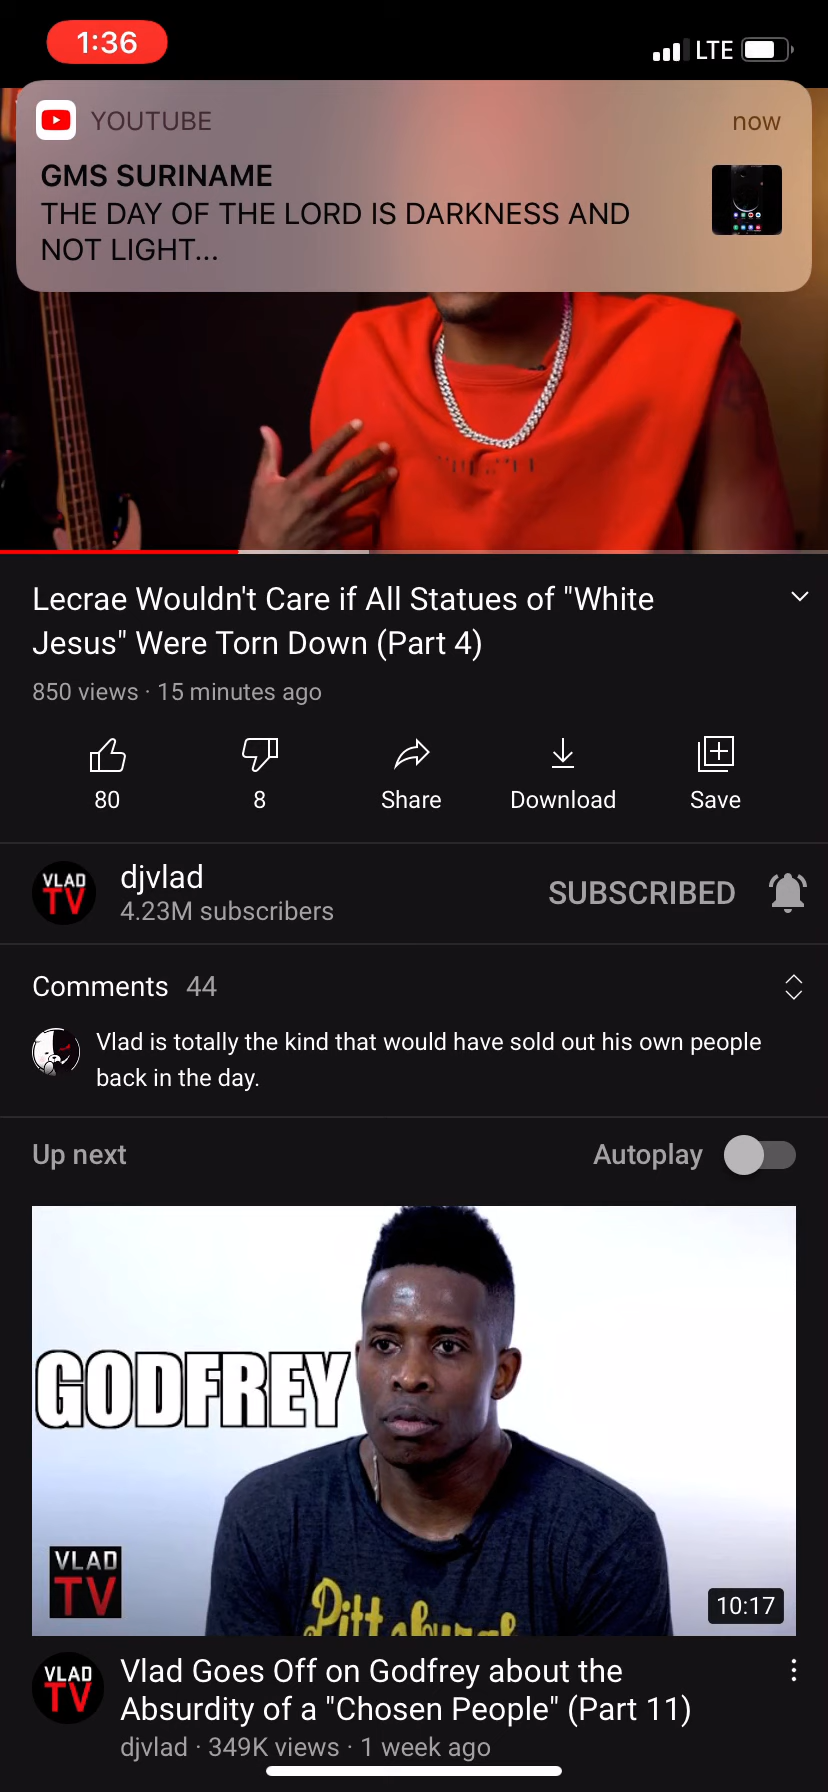 1:36
LTE
YOUTUBE
now
GMS SURINAME
THE DAY OF THE LORD IS DARKNESS AND
NOT LIGHT...
Lecrae Wouldn't Care if All Statues of "White
Jesus" Were Torn Down (Part 4)
850 views · 15 minutes ago
80
8
Share
Download
Save
VLAD
TV
djvlad
4.23M subscribers
SUBSCRIBED
Comments 44
Vlad is totally the kind that would have sold out his own people
back in the day.
Up next
Autoplay
GODFREY
VLAD
TV
Pittsburgh
10:17
VLAD
TV
Vlad Goes Off on Godfrey about the
Absurdity of a "Chosen People" (Part 11)
djvlad · 349K views · 1 week ago